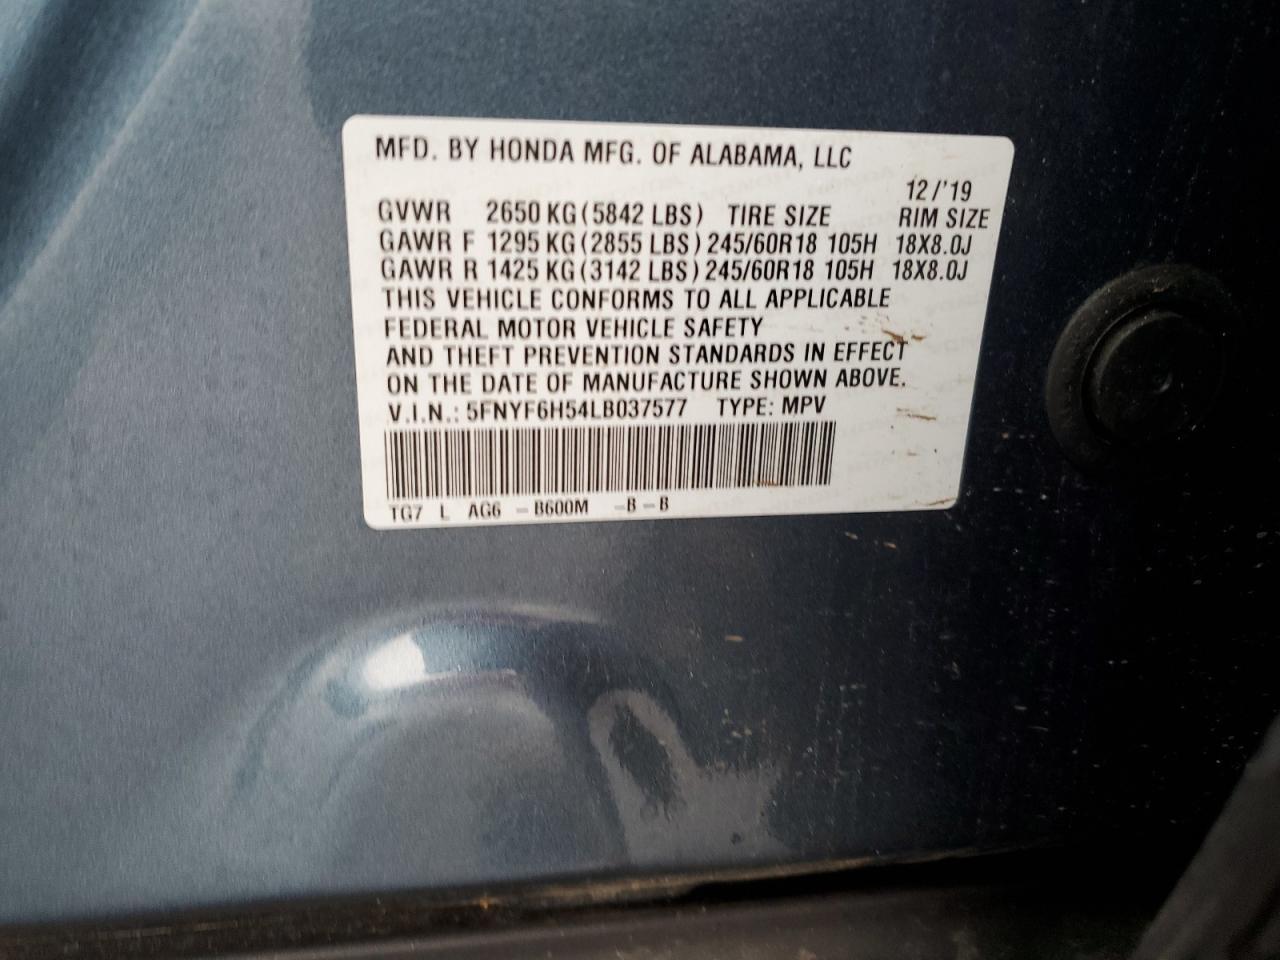 MFD. BY HONDA MFG. OF ALABAMA, LLC
12/'19
GVWR 2650 KG (5842 LBS) TIRE SIZE RIM SIZE
GAWR F 1295 KG (2855 LBS) 245/60R18 105H 18X8.0J
GAWR R 1425 KG (3142 LBS) 245/60R18 105H 18X8.0J
THIS VEHICLE CONFORMS TO ALL APPLICABLE
FEDERAL MOTOR VEHICLE SAFETY
AND THEFT PREVENTION STANDARDS IN EFFECT
ON THE DATE OF MANUFACTURE SHOWN ABOVE.
V.I.N.: 5FNYF6H54LB037577 TYPE: MPV
TG7 L AG6 - B600M -B-B